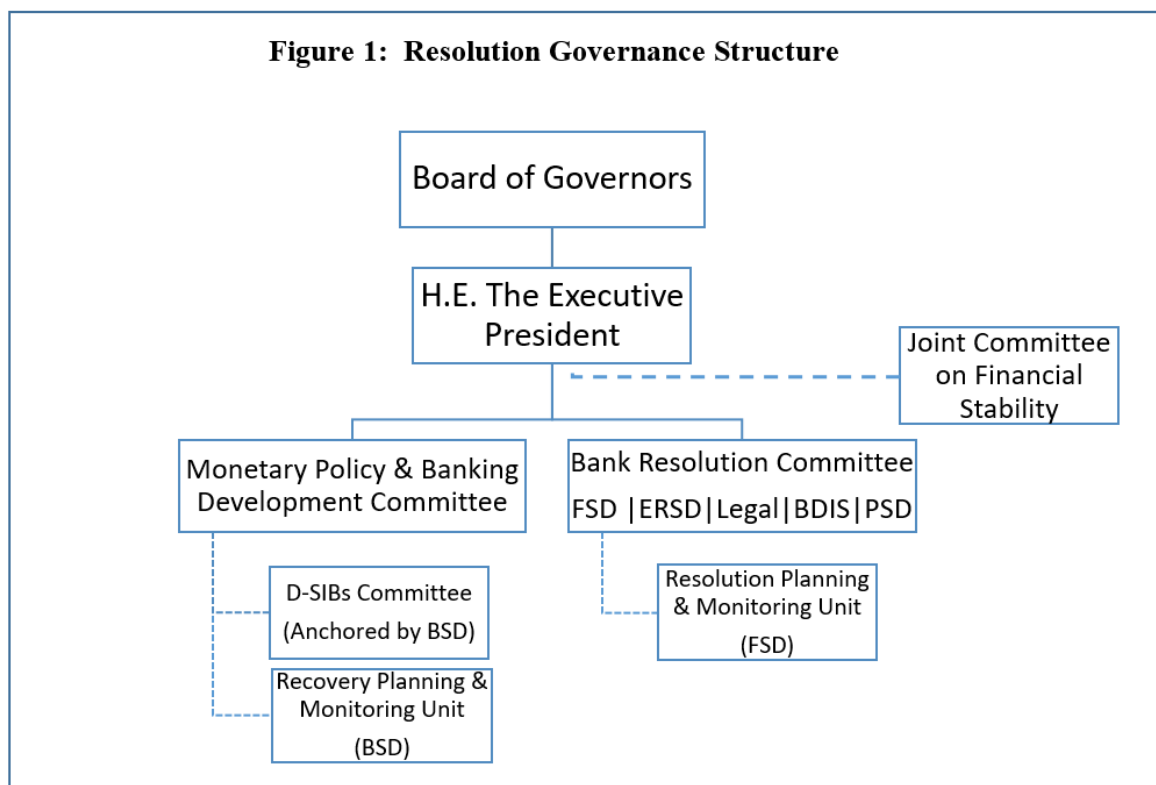 Figure 1: Resolution Governance Structure
Board of Governors
H.E. The Executive
President
Joint Committee
on Financial
Stability
Monetary Policy & Banking
Development Committee
Bank Resolution Committee
FSD |ERSD|Legal|BDIS|PSD
D-SIBs Committee
(Anchored by BSD)
Recovery Planning &
Monitoring Unit
(BSD)
Resolution Planning
& Monitoring Unit
(FSD)